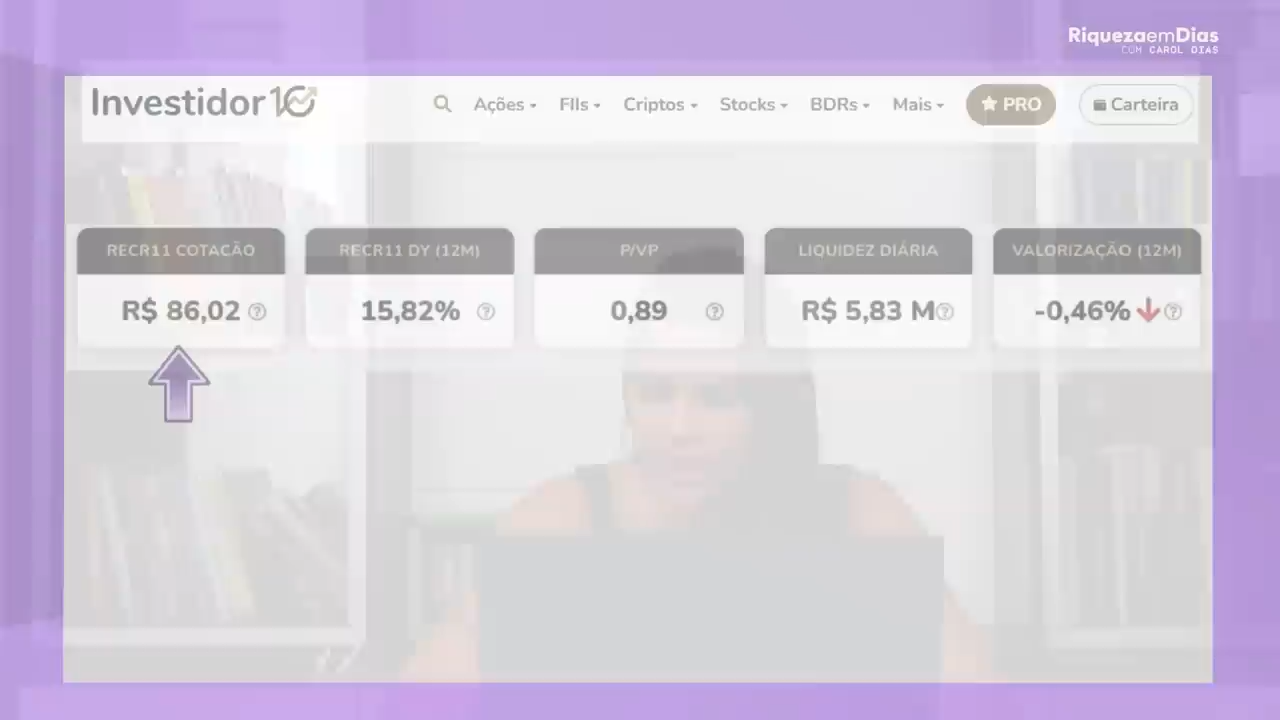 RiquezaemDias
COM CAROL DIAS
Investidor10
Ações FIIs Criptos Stocks BDRs Mais PRO Carteira
RECR11 COTAÇÃO RECR11 DY (12M) P/VP LIQUIDEZ DIÁRIA VALORIZAÇÃO (12M)
R$ 86,02 15,82% 0,89 R$ 5,83 M -0,46%